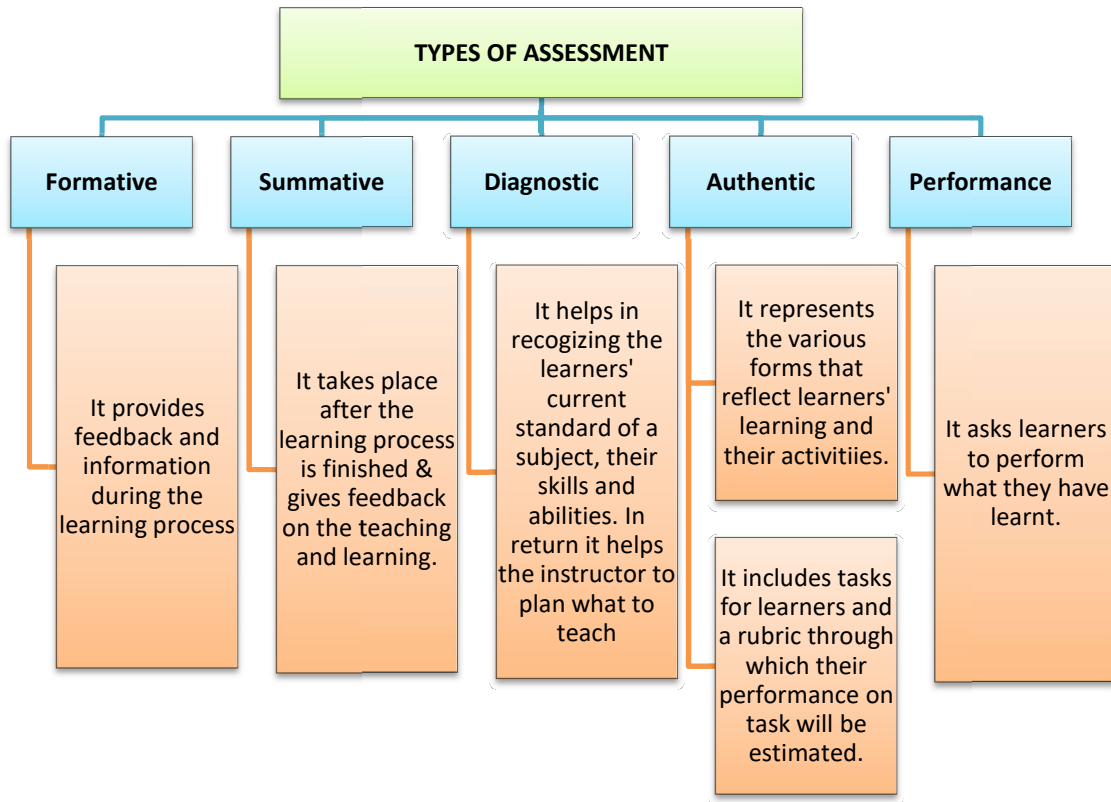 TYPES OF ASSESSMENT
Formative
Summative
Diagnostic
Authentic
Performance
It provides
feedback and
information
during the
learning process
It takes place
after the
learning process
is finished &
gives feedback
on the teaching
and learning.
It helps in
recogizing the
learners'
current
standard of a
subject, their
skills and
abilities. In
return it helps
the instructor to
plan what to
teach
It represents
the various
forms that
reflect learners'
learning and
their activitiies.
It includes tasks
for learners and
a rubric through
which their
performance on
task will be
estimated.
It asks learners
to perform
what they have
learnt.